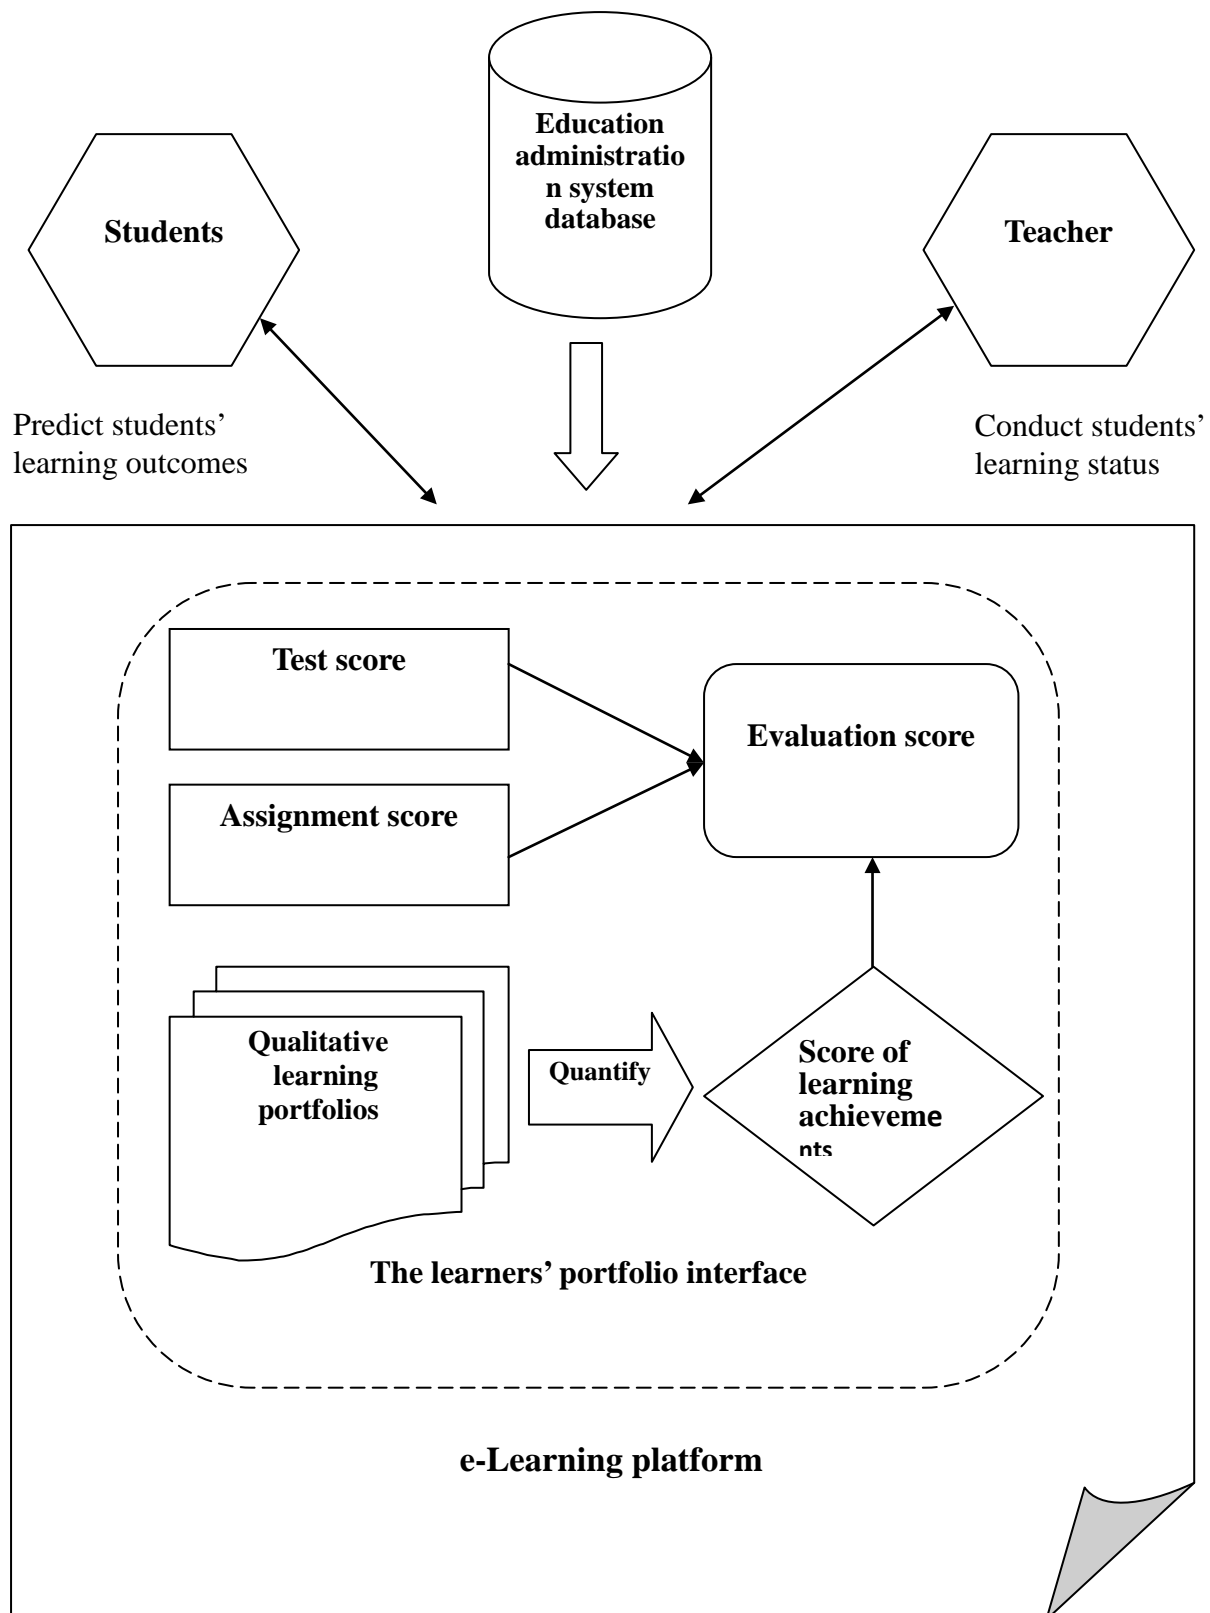 Education
administratio
n system
database
Students
Teacher
Predict students’
learning outcomes
Conduct students’
learning status
Test score
Evaluation score
Assignment score
Qualitative
learning
portfolios
Quantify
Score of
learning
achieveme
nts
The learners’ portfolio interface
e-Learning platform